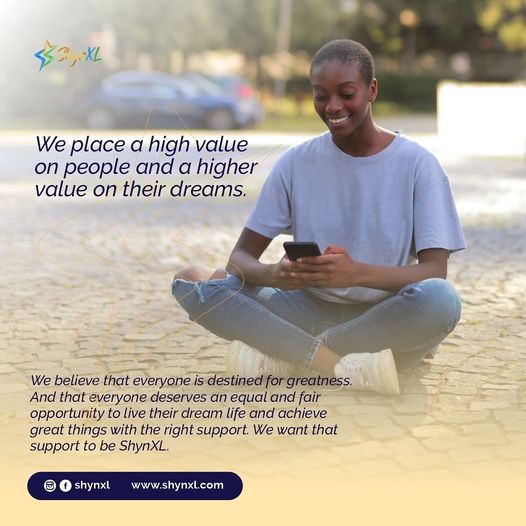 ShynXL
We place a high value
on people and a higher
value on their dreams.
We believe that everyone is destined for greatness.
And that everyone deserves an equal and fair
opportunity to live their dream life and achieve
great things with the right support. We want that
support to be ShynXL.
shynxl www.shynxl.com